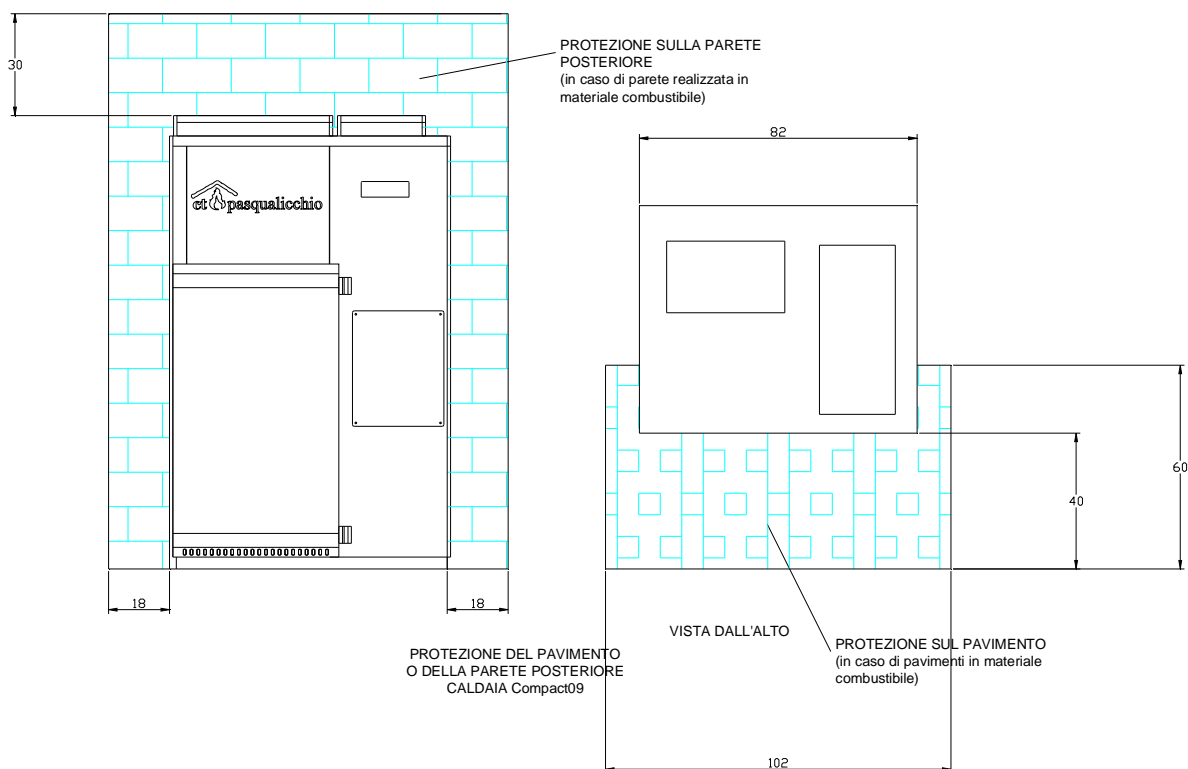 30
PROTEZIONE SULLA PARETE
POSTERIORE
(in caso di parete realizzata in
materiale combustibile)
82
ct pasqualicchio
60
40
18
18
VISTA DALL'ALTO
PROTEZIONE DEL PAVIMENTO
O DELLA PARETE POSTERIORE
CALDAIA Compact09
PROTEZIONE SUL PAVIMENTO
(in caso di pavimenti in materiale
combustibile)
102